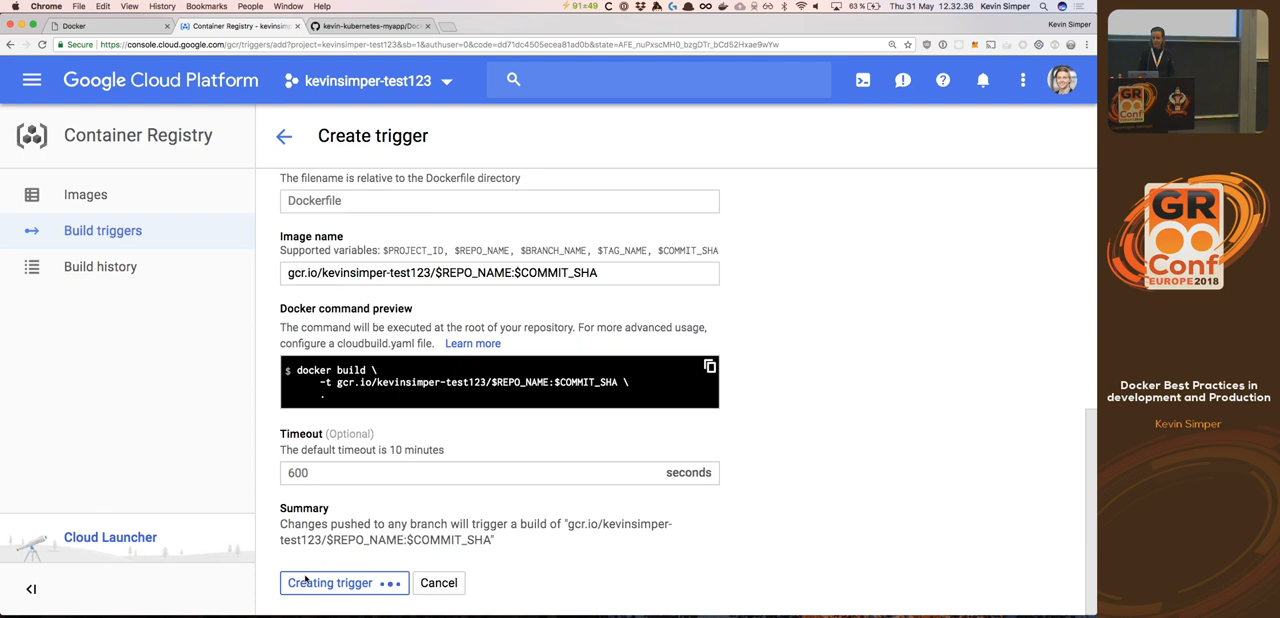 Chrome File Edit View History Bookmarks People Window Help
91±49
63%
Thu 31 May 12.32.36 Kevin Simper
Docker
Container Registry - kevinsimp
kevin-kubernetes-myapp/Doc
Kevin Simper
Secure https://console.cloud.google.com/gcr/triggers/add?project=kevinsimper-test123&sb=1&authuser=0&code=dd71dc4505ecea81ad0b&state=AFE_nuPxscMH0_bzgDTr_bCd52Hxae9wYw
Google Cloud Platform
kevinsimper-test123
Container Registry
Create trigger
Images
Build triggers
Build history
The filename is relative to the Dockerfile directory
Dockerfile
Image name
Supported variables: $PROJECT_ID, $REPO_NAME, $BRANCH_NAME, $TAG_NAME, $COMMIT_SHA
gcr.io/kevinsimper-test123/$REPO_NAME:$COMMIT_SHA
Docker command preview
The command will be executed at the root of your repository. For more advanced usage,
configure a cloudbuild.yaml file. Learn more
$ docker build \
-t gcr.io/kevinsimper-test123/$REPO_NAME:$COMMIT_SHA \
.
Timeout (Optional)
The default timeout is 10 minutes
600 seconds
Summary
Changes pushed to any branch will trigger a build of "gcr.io/kevinsimper-
test123/$REPO_NAME:$COMMIT_SHA"
Creating trigger
Cancel
Cloud Launcher
GR
Conf
GR
Conf
EUROPE 2018
Docker Best Practices in
development and Production
Kevin Simper